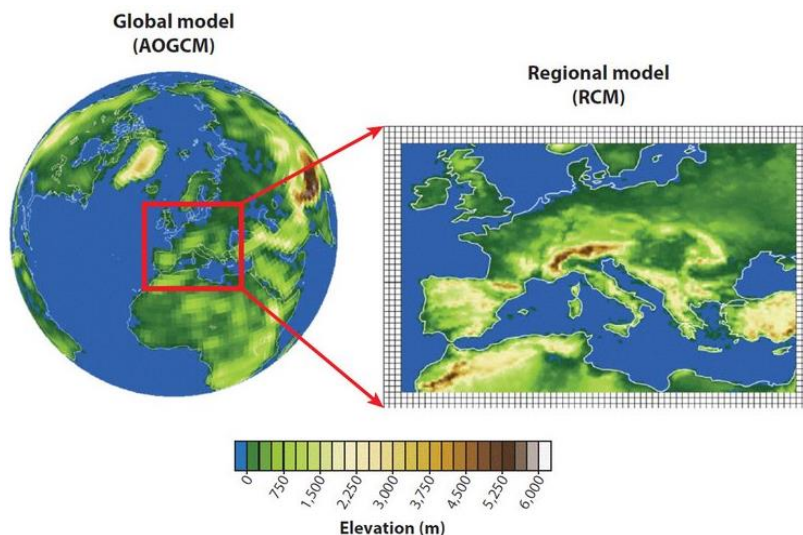 Global model
(AOGCM)
Regional model
(RCM)
0
750
1,500
2,250
3,000
3,750
4,500
5,250
6,000
Elevation (m)